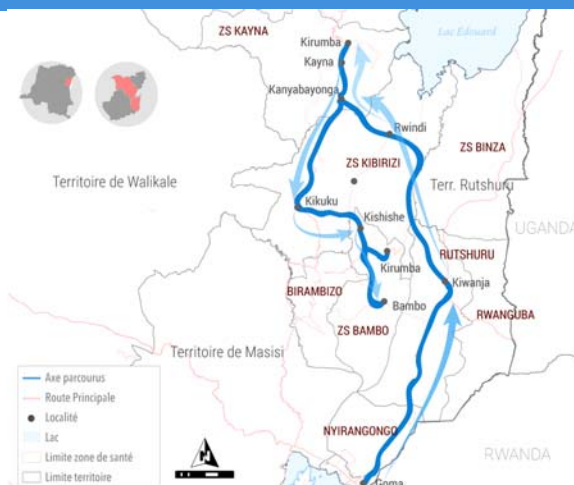 ZS KAYNA
Kirumba
Lac Edouard
Kayna
Kanyabayonga
Rwindi
ZS BINZA
ZS KIBIRIZI
Territoire de Walikale
Terr. Rutshuru
Kikuku
Kishishe
UGANDA
RUTSHURU
Kirumba
Kiwanja
BIRAMBIZO
Bambo
RWANGUBA
ZS BAMBO
Territoire de Masisi
Axe parcourus
Route Principale
Localité
Lac
Limite zone de santé
Limite territoire
NYIRANGONGO
RWANDA
Goma